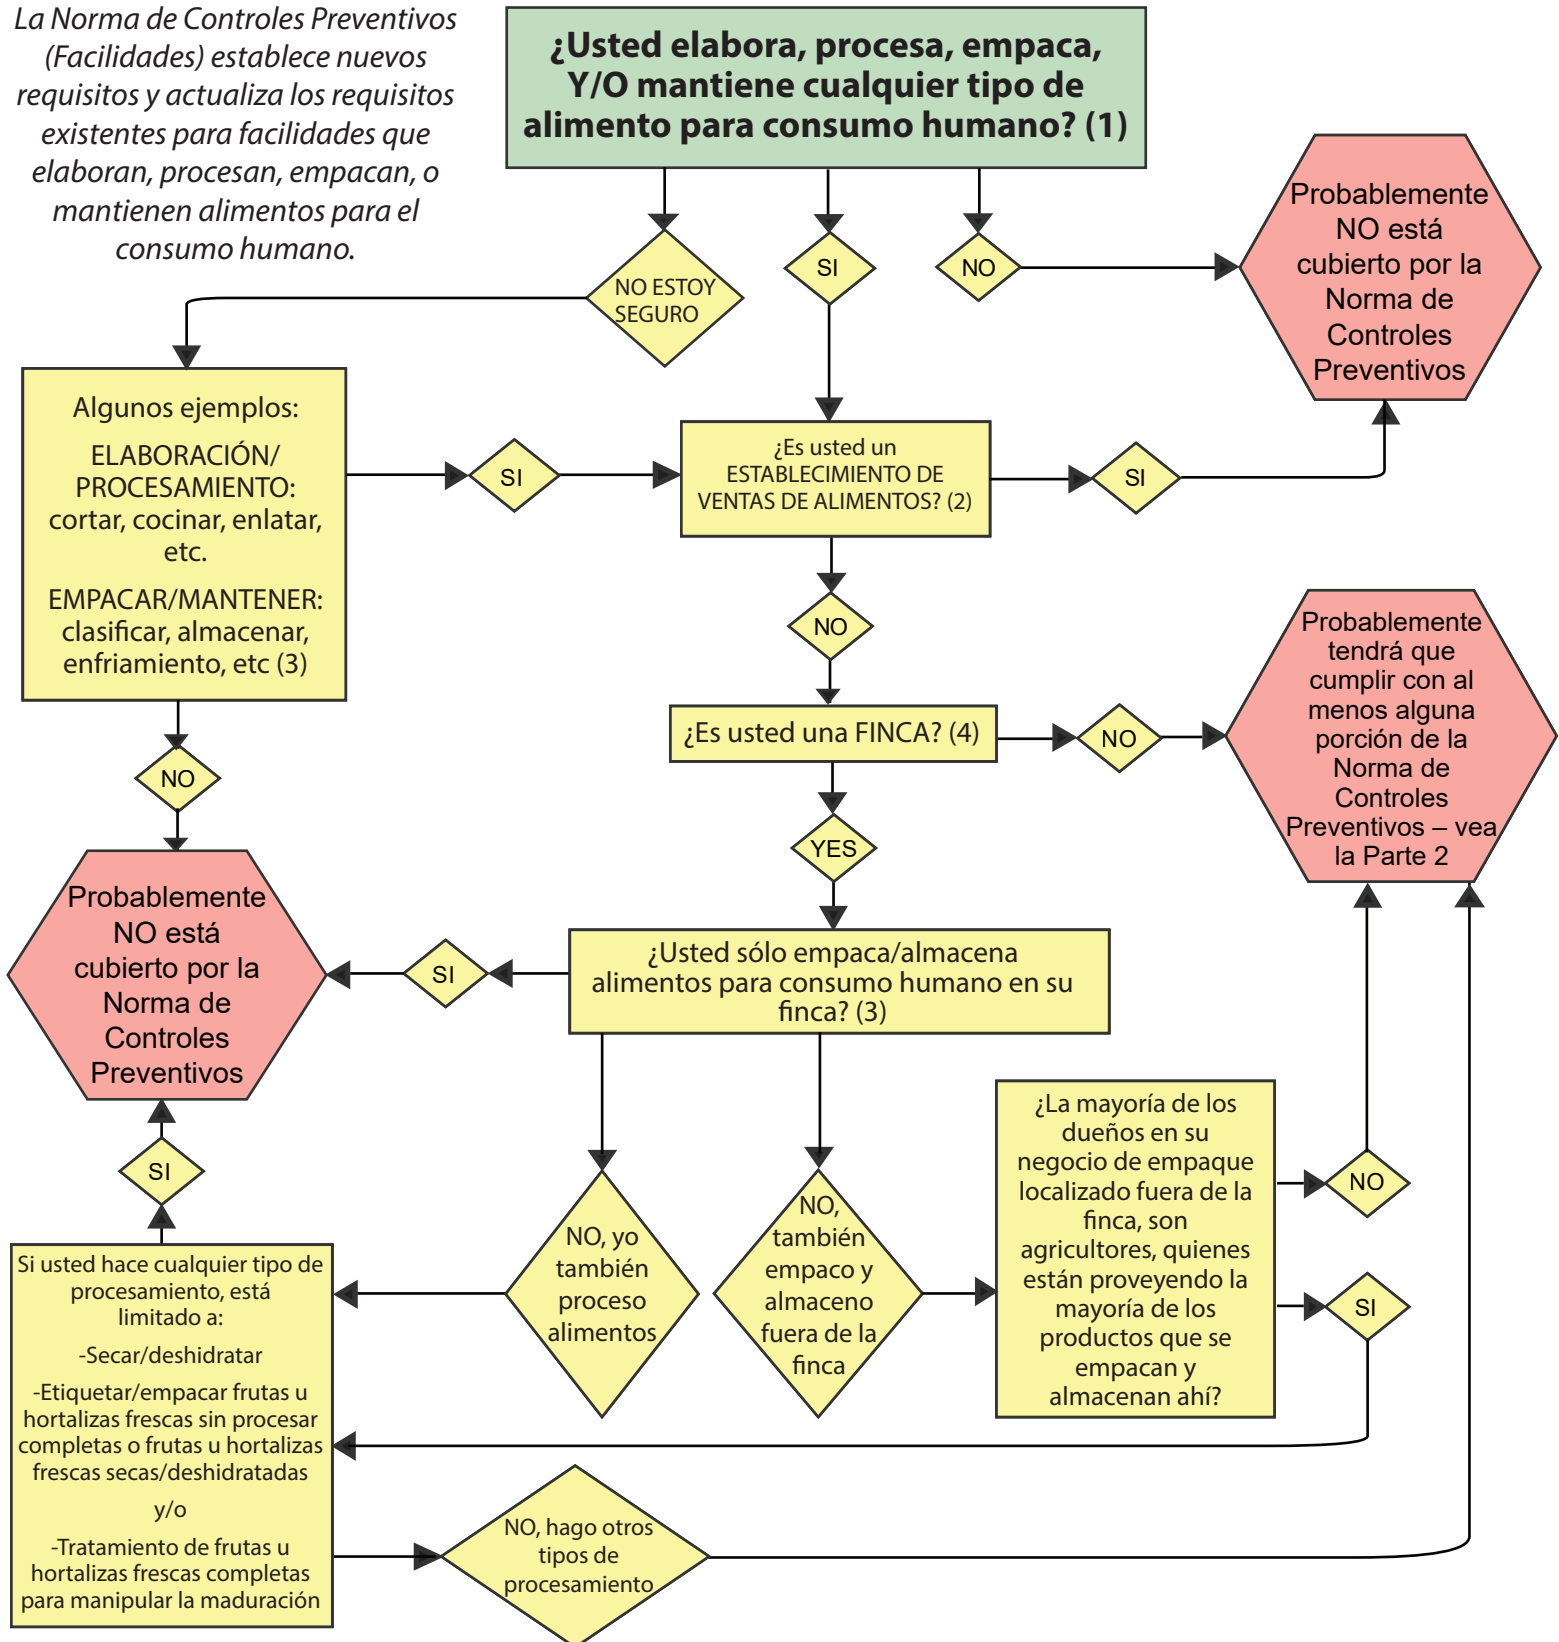 La Norma de Controles Preventivos
(Facilidades) establece nuevos
requisitos y actualiza los requisitos
existentes para facilidades que
elaboran, procesan, empacan, o
mantienen alimentos para el
consumo humano.
¿Usted elabora, procesa, empaca,
Y/O mantiene cualquier tipo de
alimento para consumo humano? (1)
NO ESTOY
SEGURO
SI
NO
Probablemente
NO está
cubierto por la
Norma de
Controles
Preventivos
Algunos ejemplos:
ELABORACIÓN/
PROCESAMIENTO:
cortar, cocinar, enlatar,
etc.
EMPACAR/MANTENER:
clasificar, almacenar,
enfriamiento, etc (3)
SI
¿Es usted un
ESTABLECIMIENTO DE
VENTAS DE ALIMENTOS? (2)
SI
NO
NO
¿Es usted una FINCA? (4)
NO
Probablemente
tendrá que
cumplir con al
menos alguna
porción de la
Norma de
Controles
Preventivos – vea
la Parte 2
YES
Probablemente
NO está
cubierto por la
Norma de
Controles
Preventivos
SI
¿Usted sólo empaca/almacena
alimentos para consumo humano en su
finca? (3)
SI
NO, yo
también
proceso
alimentos
NO,
también
empaco y
almaceno
fuera de la
finca
¿La mayoría de los
dueños en su
negocio de empaque
localizado fuera de la
finca, son
agricultores, quienes
están proveyendo la
mayoría de los
productos que se
empacan y
almacenan ahí?
NO
SI
Si usted hace cualquier tipo de
procesamiento, está
limitado a:
-Secar/deshidratar
-Etiquetar/empacar frutas u
hortalizas frescas sin procesar
completas o frutas u hortalizas
frescas secas/deshidratadas
y/o
-Tratamiento de frutas u
hortalizas frescas completas
para manipular la maduración
NO, hago otros
tipos de
procesamiento